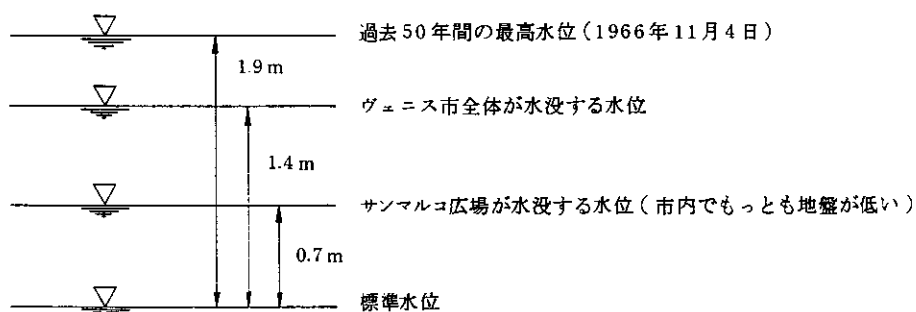 過去50年間の最高水位(1966年11月4日)
1.9 m
ヴェニス市全体が水没する水位
1.4 m
サンマルコ広場が水没する水位(市内でもっとも地盤が低い)
0.7 m
標準水位